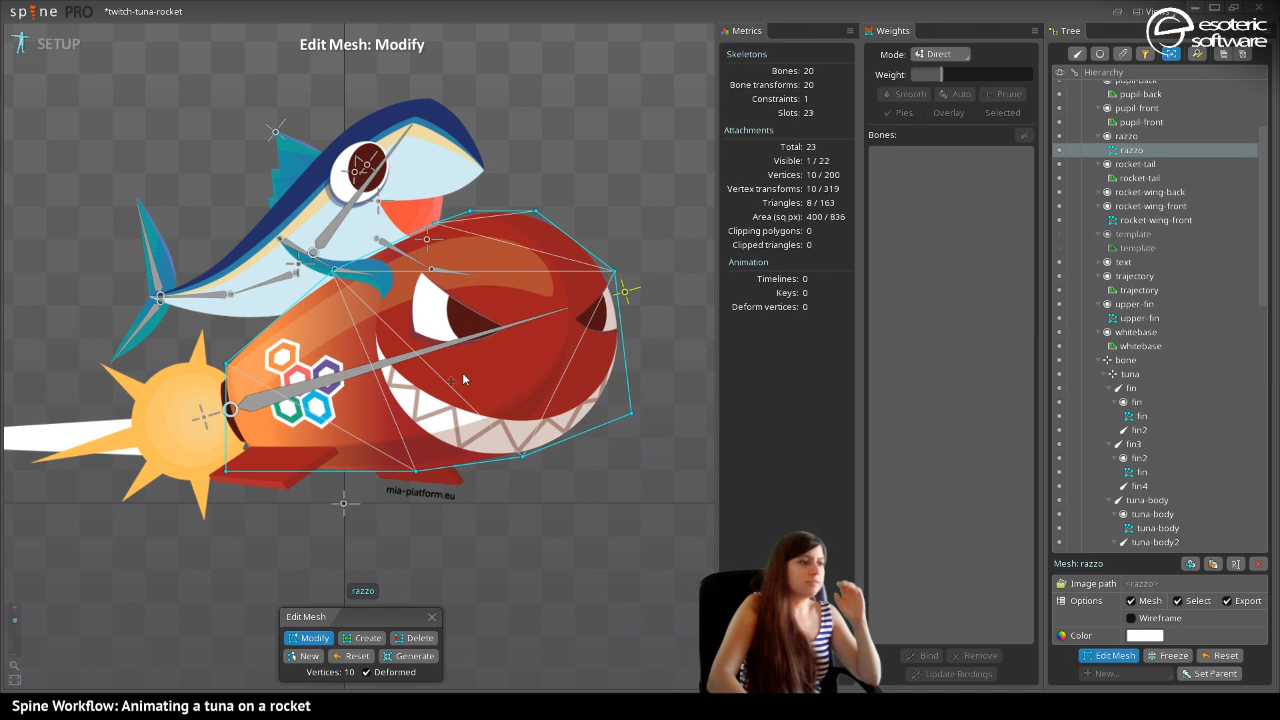 spine PRO
*twitch-tuna-rocket
Views
SETUP
Edit Mesh: Modify
esoteric
software
mia-platform.eu
razzo
Edit Mesh
Modify
Create
Delete
New
Reset
Generate
Vertices: 10
Deformed
Metrics
Skeletons
Bones: 20
Bone transforms: 20
Constraints: 1
Slots: 23
Attachments
Total: 23
Visible: 1 / 22
Vertices: 10 / 200
Vertex transforms: 10 / 319
Triangles: 8 / 163
Area (sq px): 400 / 836
Clipping polygons: 0
Clipped triangles: 0
Animation
Timelines: 0
Keys: 0
Deform vertices: 0
Weights
Mode: Direct
Weight:
Smooth
Auto
Prune
Pies
Overlay
Selected
Bones:
Bind
Remove
Update Bindings
Tree
Hierarchy
pupil-back
pupil-back
pupil-front
pupil-front
razzo
razzo
rocket-tail
rocket-tail
rocket-wing-back
rocket-wing-front
rocket-wing-front
template
template
text
trajectory
trajectory
upper-fin
upper-fin
whitebase
whitebase
bone
tuna
fin
fin
fin
fin2
fin3
fin2
fin
fin4
tuna-body
tuna-body
tuna-body
tuna-body2
Mesh: razzo
Image path
<razzo>
Options
Mesh
Select
Export
Wireframe
Color
Edit Mesh
Freeze
Reset
New...
Set Parent
Spine Workflow: Animating a tuna on a rocket